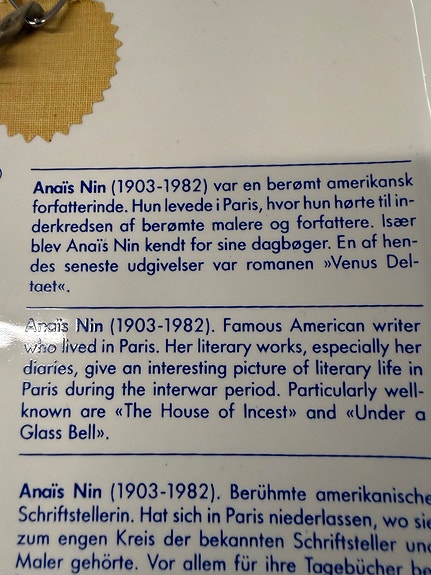 Anaïs Nin (1903-1982) var en berømt amerikansk
forfatterinde. Hun levede i Paris, hvor hun hørte til in-
derkredsen af berømte malere og forfattere. Især
blev Anaïs Nin kendt for sine dagbøger. En af hen-
des seneste udgivelser var romanen »Venus Del-
taet«.
Anaïs Nin (1903-1982). Famous American writer
who lived in Paris. Her literary works, especially her
diaries, give an interesting picture of literary life in
Paris during the interwar period. Particularly well-
known are «The House of Incest» and «Under a
Glass Bell».
Anaïs Nin (1903-1982). Berühmte amerikanische
Schriftstellerin. Hat sich in Paris niederlassen, wo sie
zum engen Kreis der bekannten Schriftsteller und
Maler gehörte. Vor allem für ihre Tagebücher be